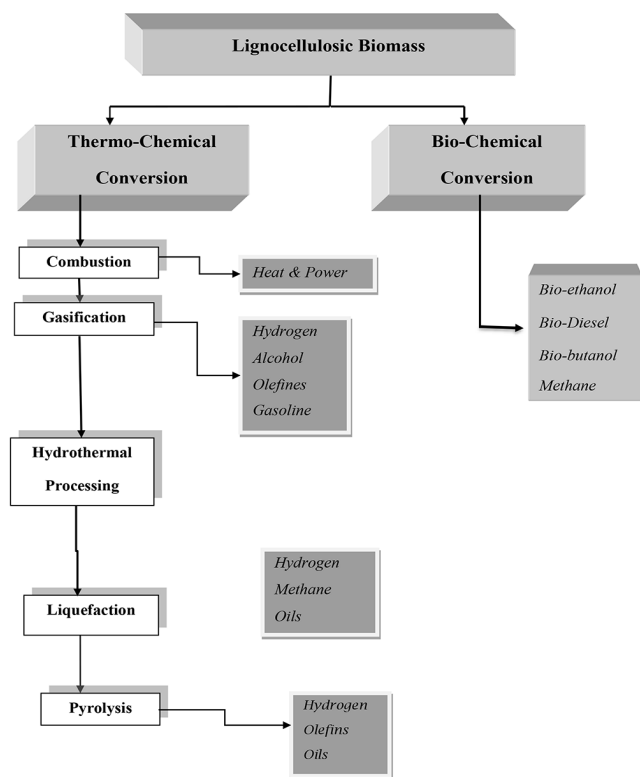 Lignocellulosic Biomass
Thermo-Chemical
Conversion
Bio-Chemical
Conversion
Combustion
Heat & Power
Gasification
Hydrogen
Alcohol
Olefines
Gasoline
Bio-ethanol
Bio-Diesel
Bio-butanol
Methane
Hydrothermal
Processing
Hydrogen
Methane
Oils
Liquefaction
Pyrolysis
Hydrogen
Olefins
Oils